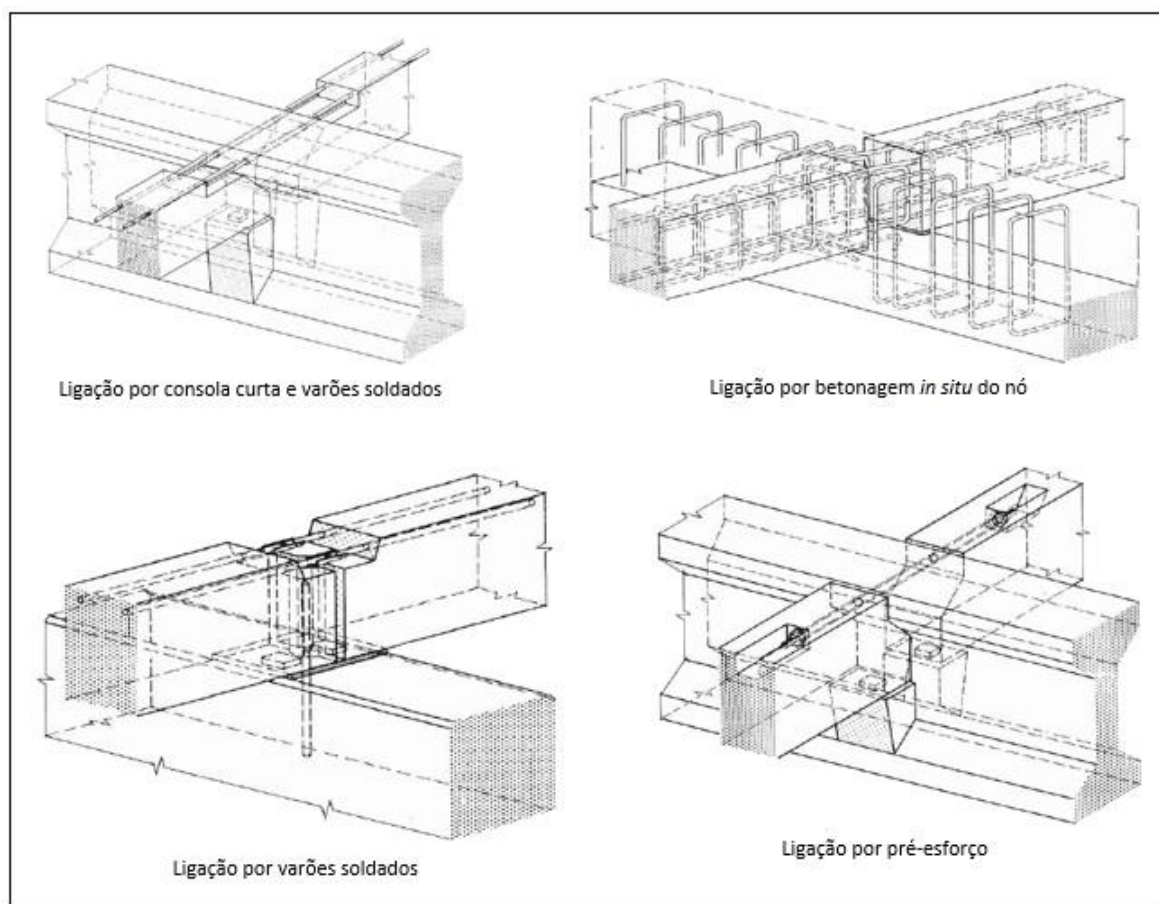 Ligação por consola curta e varões soldados
Ligação por betonagem in situ do nó
Ligação por varões soldados
Ligação por pré-esforço